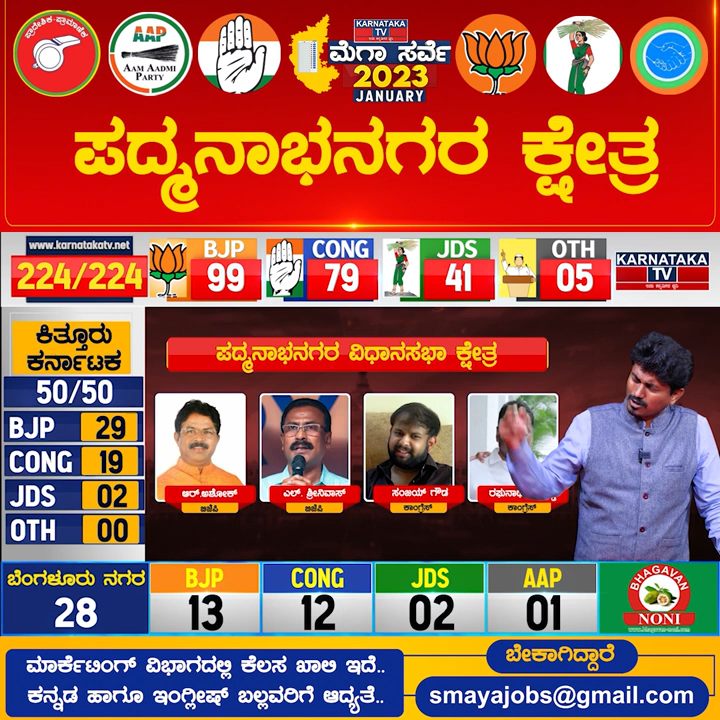 ಪ್ರಾದೇಶಿಕ-ಪ್ರಾಮಾಣಿಕ
AAP
AAM AADMI
PARTY
KARNATAKA
TV
ಮೆಗಾ ಸರ್ವೆ
2023
JANUARY
ಪದ್ಮನಾಭನಗರ ಕ್ಷೇತ್ರ
www.karnatakatv.net
224/224
BJP
99
CONG
79
JDS
41
OTH
05
KARNATAKA
TV
ಕಿತ್ತೂರು
ಕರ್ನಾಟಕ
50/50
BJP 29
CONG 19
JDS 02
OTH 00
ಪದ್ಮನಾಭನಗರ ವಿಧಾನಸಭಾ ಕ್ಷೇತ್ರ
ಆರ್.ಅಶೋಕ್
ಬಿಜೆಪಿ
ಎಲ್. ಶ್ರೀನಿವಾಸ್
ಬಿಜೆಪಿ
ಸಂಜಯ್ ಗೌಡ
ಕಾಂಗ್ರೆಸ್
ರಘುನಾಥ
ಕಾಂಗ್ರೆಸ್
ಬೆಂಗಳೂರು ನಗರ
28
BJP
13
CONG
12
JDS
02
AAP
01
BHAGAVAN
NONI
ಮಾರ್ಕೆಟಿಂಗ್ ವಿಭಾಗದಲ್ಲಿ ಕೆಲಸ ಖಾಲಿ ಇದೆ..
ಕನ್ನಡ ಹಾಗೂ ಇಂಗ್ಲೀಷ್ ಬಲ್ಲವರಿಗೆ ಆದ್ಯತೆ..
ಬೇಕಾಗಿದ್ದಾರೆ
smayajobs@gmail.com